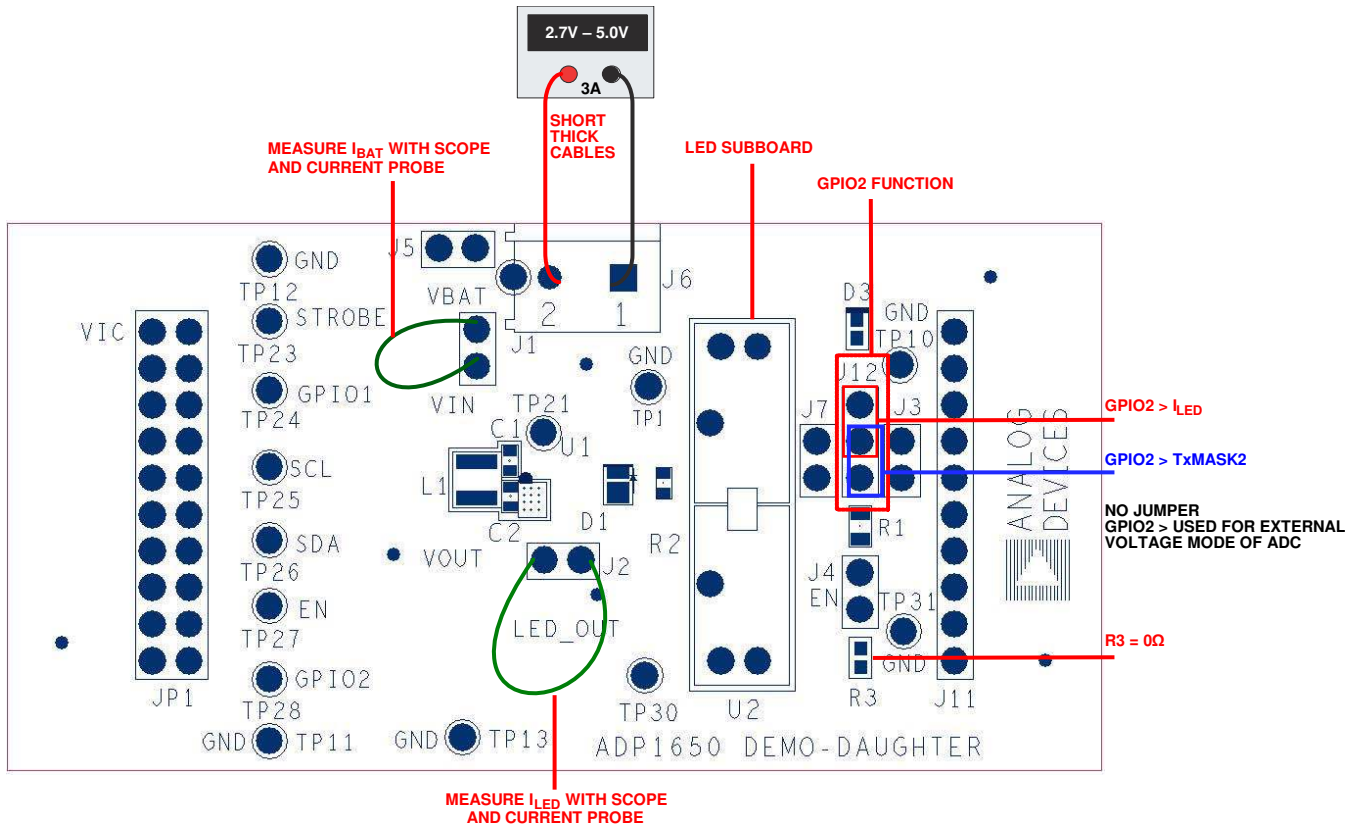 2.7V – 5.0V
3A
SHORT
THICK
CABLES
MEASURE IBAT WITH SCOPE
AND CURRENT PROBE
LED SUBBOARD
GPIO2 FUNCTION
J5
GND
TP12
VBAT
2
1
J6
D3
GND
TP10
VIC
STROBE
TP23
J1
GND
TP1
J12
GPIO1
TP24
VIN
TP21
J7
J3
GPIO2 > ILED
C1
U1
SCL
TP25
L1
GPIO2 > TxMASK2
ANALOG
DEVICES
C2
D1
R2
R1
NO JUMPER
GPIO2 > USED FOR EXTERNAL
VOLTAGE MODE OF ADC
SDA
TP26
VOUT
J2
J4
EN
EN
TP27
LED_OUT
TP31
GND
R3 = 0Ω
GPIO2
TP28
JP1
TP30
U2
R3
J11
GND
TP11
GND
TP13
ADP1650 DEMO-DAUGHTER
MEASURE ILED WITH SCOPE
AND CURRENT PROBE